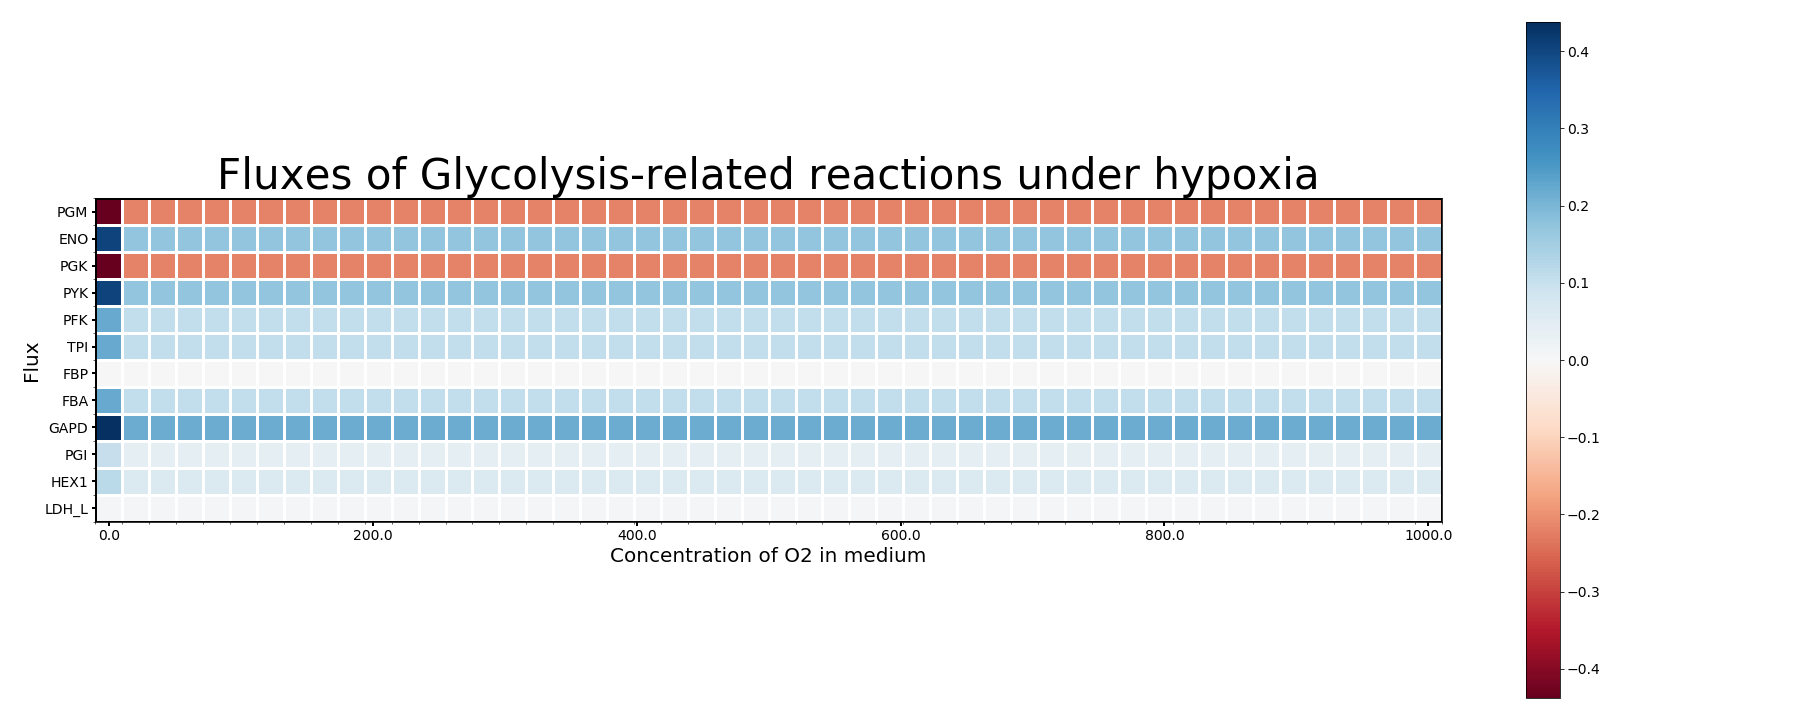 Fluxes of Glycolysis-related reactions under hypoxia
Flux
PGM
ENO
PGK
PYK
PFK
TPI
FBP
FBA
GAPD
PGI
HEX1
LDH_L
0.0 200.0 400.0 600.0 800.0 1000.0
Concentration of O2 in medium
0.4
0.3
0.2
0.1
0.0
−0.1
−0.2
−0.3
−0.4